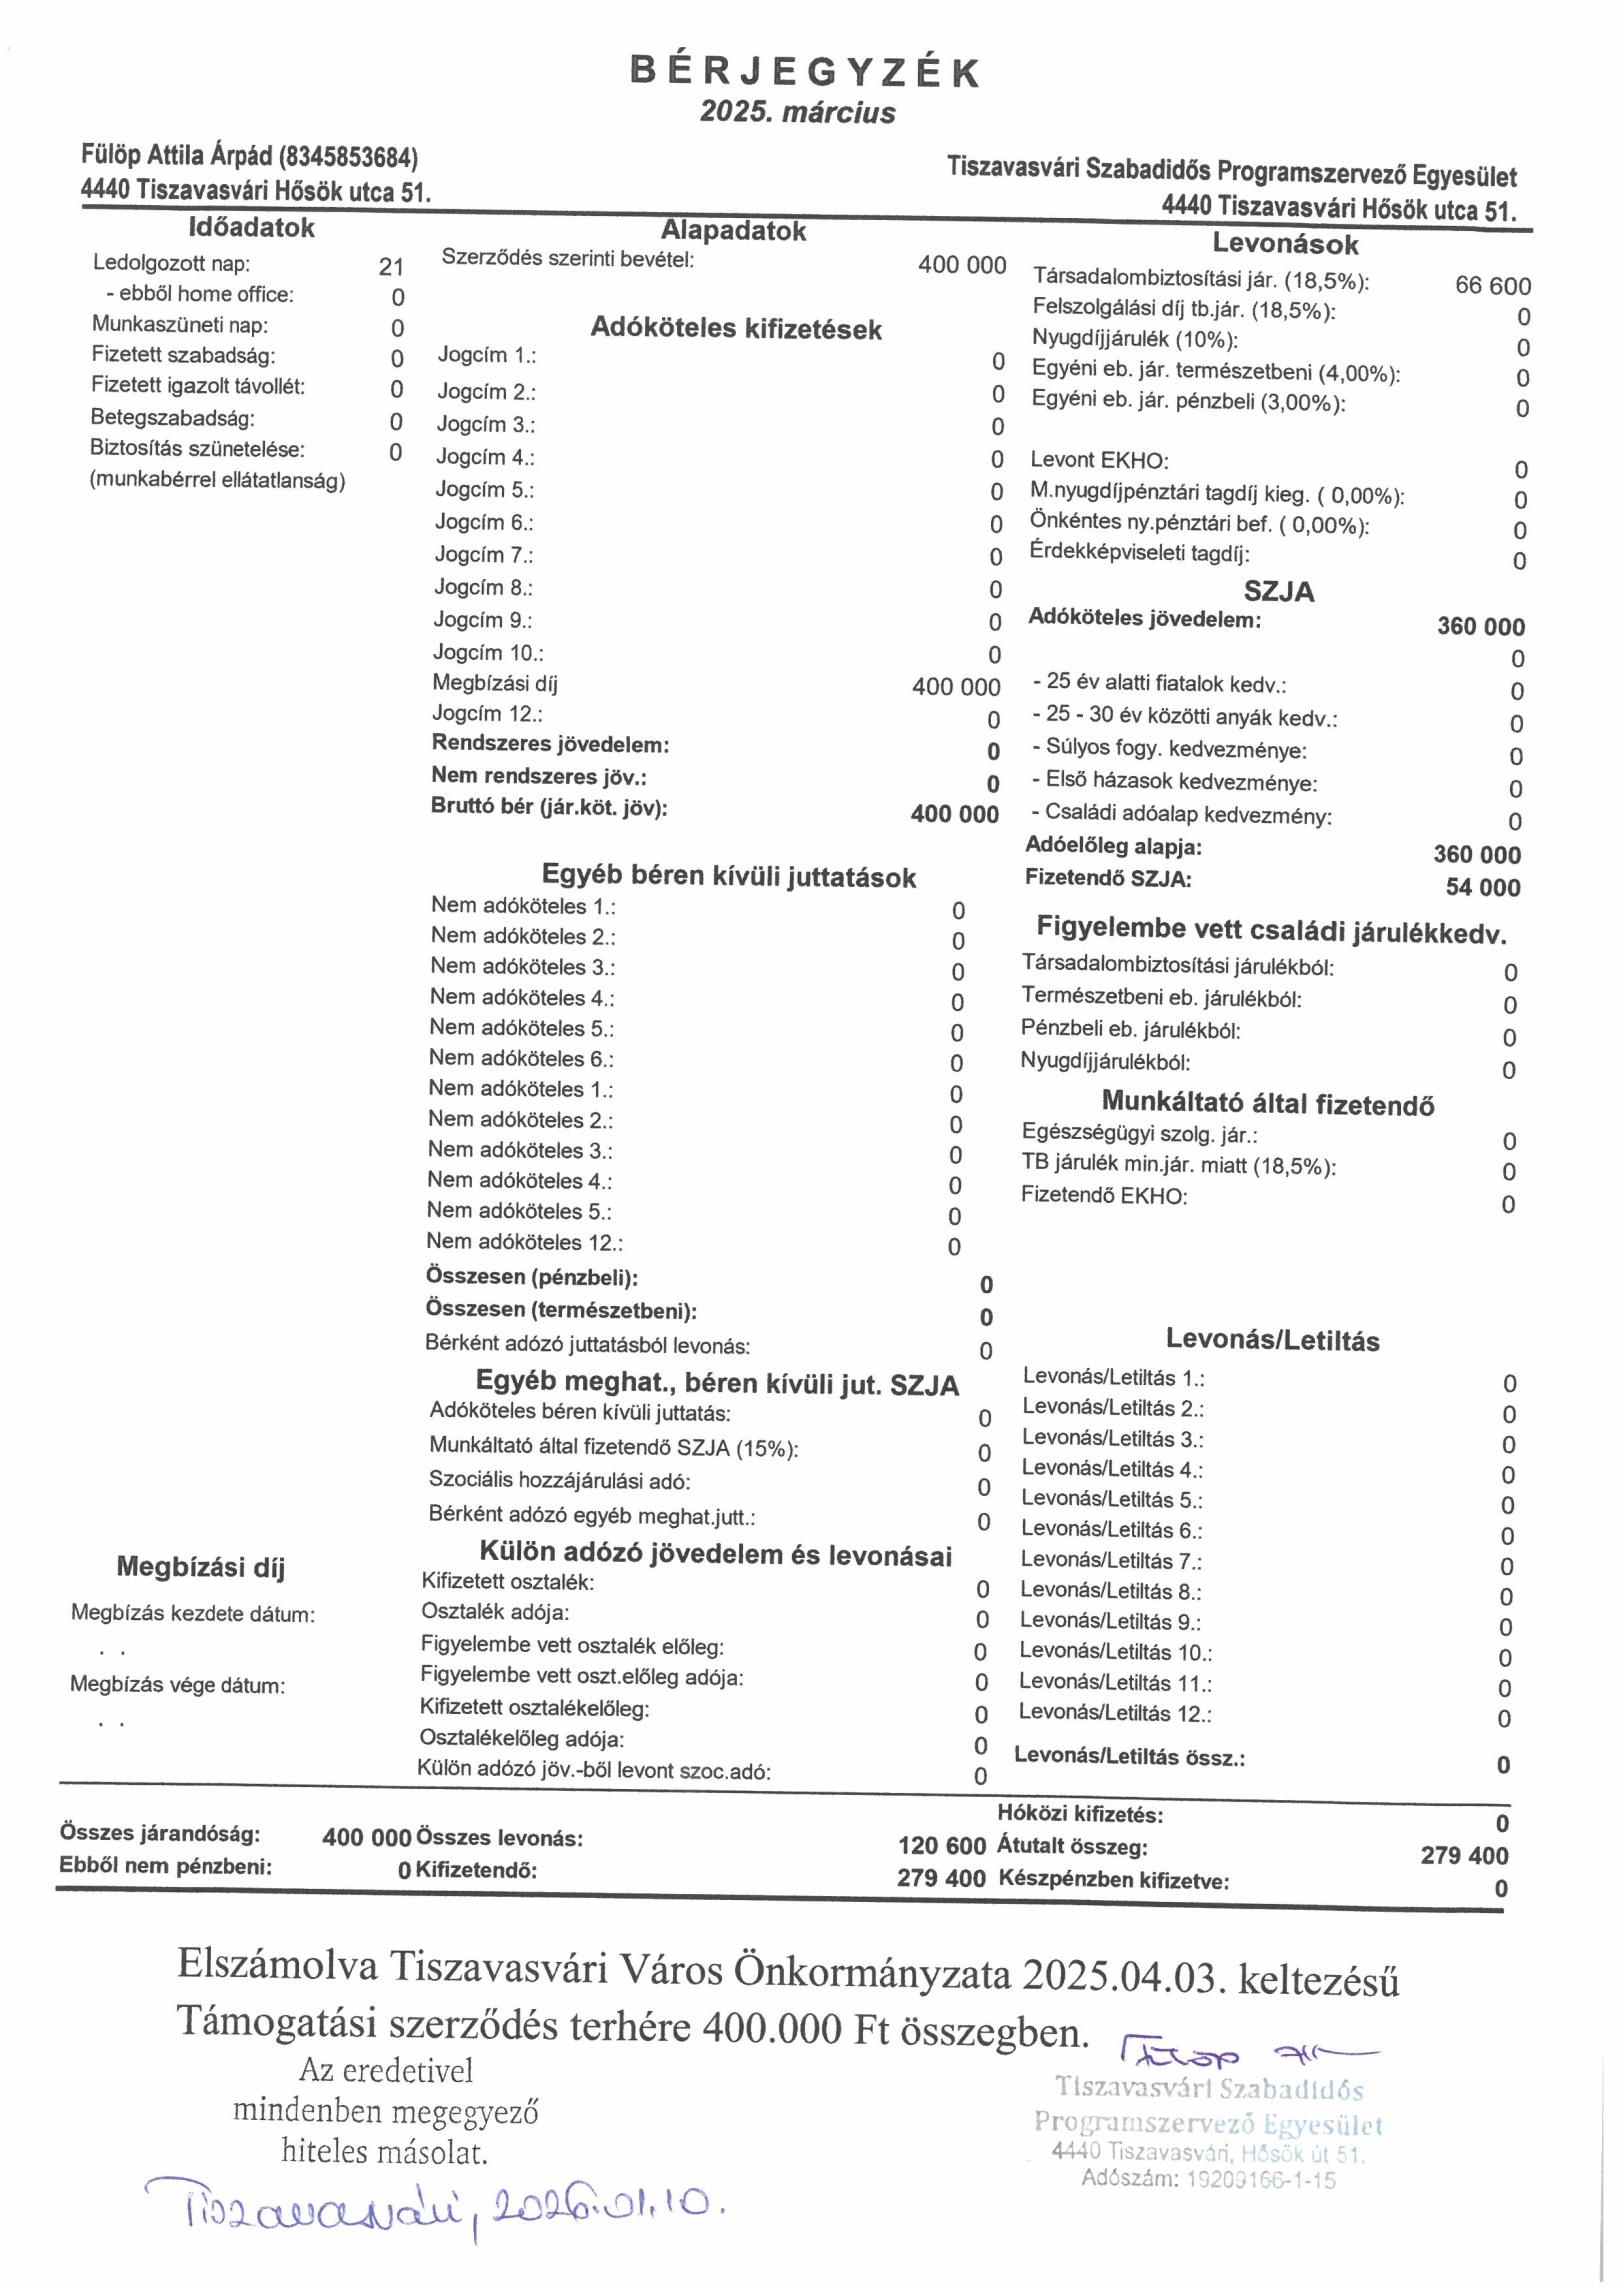 BÉRJEGYZÉK
2025. március
Fülöp Attila Árpád (8345853684)
4440 Tiszavasvári Hősök utca 51.
Tiszavasvári Szabadidős Programszervező Egyesület
4440 Tiszavasvári Hősök utca 51.
Időadatok
Ledolgozott nap: 21
- ebből home office: 0
Munkaszüneti nap: 0
Fizetett szabadság: 0
Fizetett igazolt távollét: 0
Betegszabadság: 0
Biztosítás szünetelése: 0
(munkabérrel ellátatlanság)
Alapadatok
Szerződés szerinti bevétel: 400 000
Adóköteles kifizetések
Jogcím 1.: 0
Jogcím 2.: 0
Jogcím 3.: 0
Jogcím 4.: 0
Jogcím 5.: 0
Jogcím 6.: 0
Jogcím 7.: 0
Jogcím 8.: 0
Jogcím 9.: 0
Jogcím 10.: 0
Megbízási díj 400 000
Jogcím 12.: 0
Rendszeres jövedelem: 0
Nem rendszeres jöv.: 0
Bruttó bér (jár.köt. jöv): 400 000
Egyéb béren kívüli juttatások
Nem adóköteles 1.: 0
Nem adóköteles 2.: 0
Nem adóköteles 3.: 0
Nem adóköteles 4.: 0
Nem adóköteles 5.: 0
Nem adóköteles 6.: 0
Nem adóköteles 1.: 0
Nem adóköteles 2.: 0
Nem adóköteles 3.: 0
Nem adóköteles 4.: 0
Nem adóköteles 5.: 0
Nem adóköteles 12.: 0
Összesen (pénzbeli): 0
Összesen (természetbeni): 0
Bérként adózó juttatásból levonás: 0
Egyéb meghat., béren kívüli jut. SZJA
Adóköteles béren kívüli juttatás: 0
Munkáltató által fizetendő SZJA (15%): 0
Szociális hozzájárulási adó: 0
Bérként adózó egyéb meghat.jutt.: 0
Külön adózó jövedelem és levonásai
Kifizetett osztalék: 0
Osztalék adója: 0
Figyelembe vett osztalék előleg: 0
Figyelembe vett oszt.előleg adója: 0
Kifizetett osztalékelőleg: 0
Osztalékelőleg adója: 0
Külön adózó jöv.-ből levont szoc.adó: 0
Megbízási díj
Megbízás kezdete dátum:
. .
Megbízás vége dátum:
. .
Levonások
Társadalombiztosítási jár. (18,5%): 66 600
Felszolgálási díj tb.jár. (18,5%): 0
Nyugdíjjárulék (10%): 0
Egyéni eb. jár. természetbeni (4,00%): 0
Egyéni eb. jár. pénzbeli (3,00%): 0
Levont EKHO: 0
M.nyugdíjpénztári tagdíj kieg. ( 0,00%): 0
Önkéntes ny.pénztári bef. ( 0,00%): 0
Érdekképviseleti tagdíj: 0
SZJA
Adóköteles jövedelem: 360 000
0
- 25 év alatti fiatalok kedv.: 0
- 25 - 30 év közötti anyák kedv.: 0
- Súlyos fogy. kedvezménye: 0
- Első házasok kedvezménye: 0
- Családi adóalap kedvezmény: 0
Adóelőleg alapja: 360 000
Fizetendő SZJA: 54 000
Figyelembe vett családi járulékkedv.
Társadalombiztosítási járulékból: 0
Természetbeni eb. járulékból: 0
Pénzbeli eb. járulékból: 0
Nyugdíjjárulékból: 0
Munkáltató által fizetendő
Egészségügyi szolg. jár.: 0
TB járulék min.jár. miatt (18,5%): 0
Fizetendő EKHO: 0
Levonás/Letiltás
Levonás/Letiltás 1.: 0
Levonás/Letiltás 2.: 0
Levonás/Letiltás 3.: 0
Levonás/Letiltás 4.: 0
Levonás/Letiltás 5.: 0
Levonás/Letiltás 6.: 0
Levonás/Letiltás 7.: 0
Levonás/Letiltás 8.: 0
Levonás/Letiltás 9.: 0
Levonás/Letiltás 10.: 0
Levonás/Letiltás 11.: 0
Levonás/Letiltás 12.: 0
Levonás/Letiltás össz.: 0
Hóközi kifizetés: 0
Összes járandóság: 400 000 Összes levonás: 120 600 Átutalt összeg: 279 400
Ebből nem pénzbeni: 0 Kifizetendő: 279 400 Készpénzben kifizetve: 0
Elszámolva Tiszavasvári Város Önkormányzata 2025.04.03. keltezésű
Támogatási szerződés terhére 400.000 Ft összegben.
Az eredetivel
mindenben megegyező
hiteles másolat.
Tiszavasvári, 2026.01.10.
Tiszavasvári Szabadidős
Programszervező Egyesület
4440 Tiszavasvári, Hősök út 51.
Adószám: 19209166-1-15